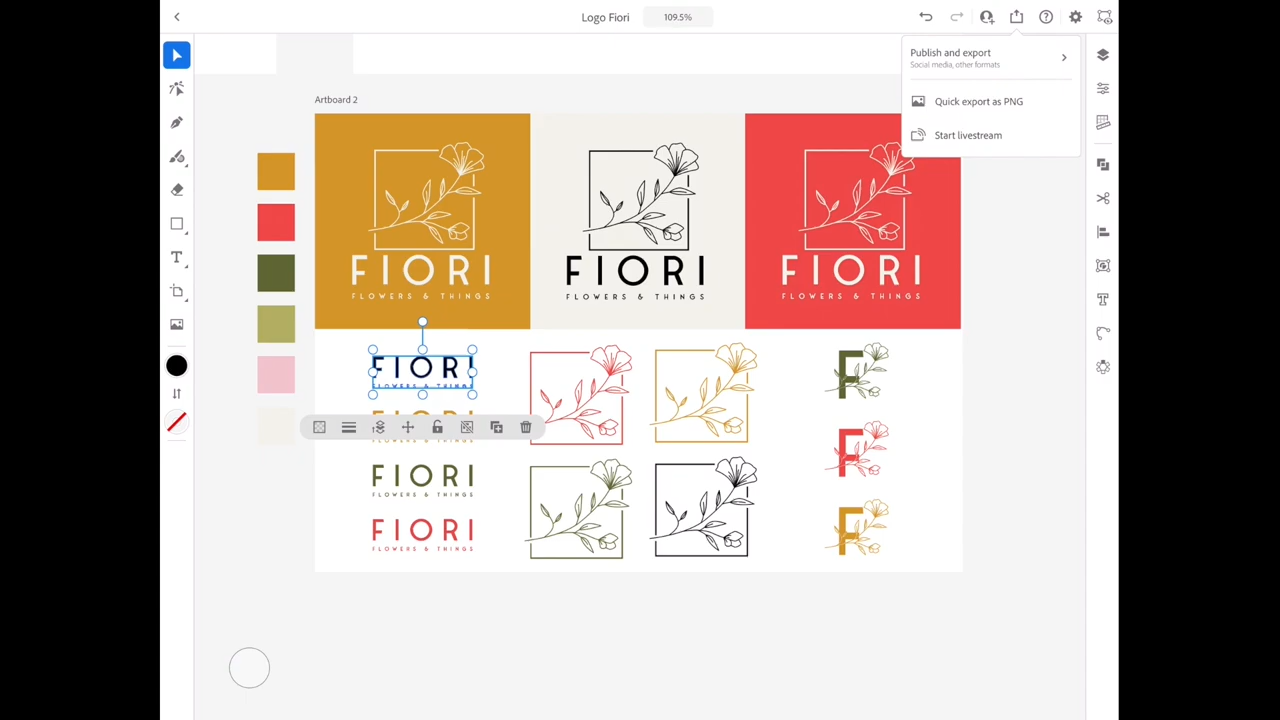 Logo Fiori
109.5%
Publish and export
Social media, other formats
Quick export as PNG
Start livestream
Artboard 2
FIORI
FLOWERS & THINGS
FIORI
FLOWERS & THINGS
FIORI
FLOWERS & THINGS
FIORI
FLOWERS & THINGS
FIORI
FLOWERS & THINGS
FIORI
FLOWERS & THINGS
F
F
F